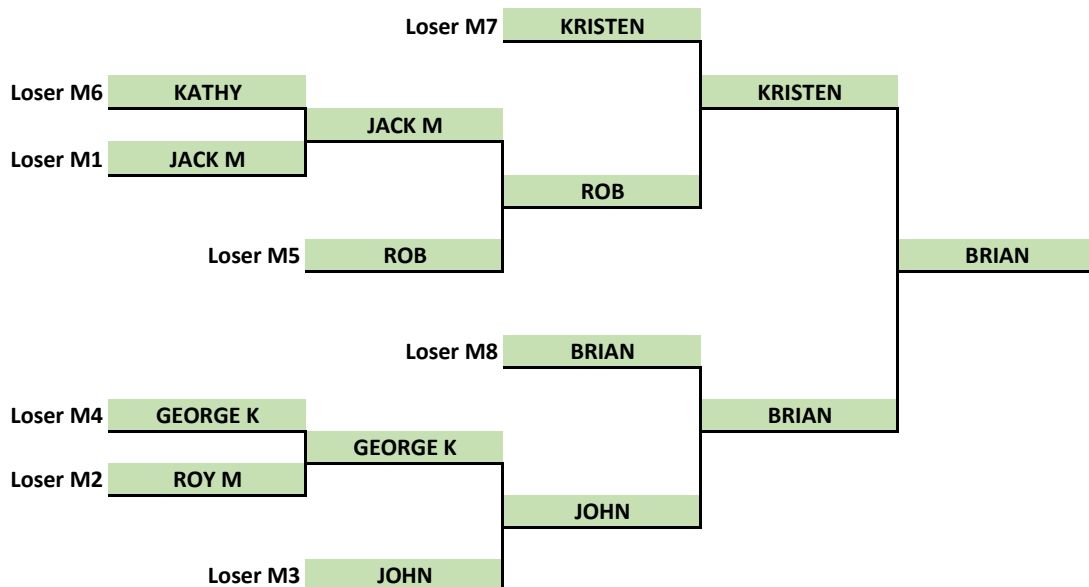 Loser M7 KRISTEN
Loser M6 KATHY KRISTEN
JACK M
Loser M1 JACK M
ROB
Loser M5 ROB BRIAN
Loser M8 BRIAN
Loser M4 GEORGE K BRIAN
GEORGE K
Loser M2 ROY M
JOHN
Loser M3 JOHN